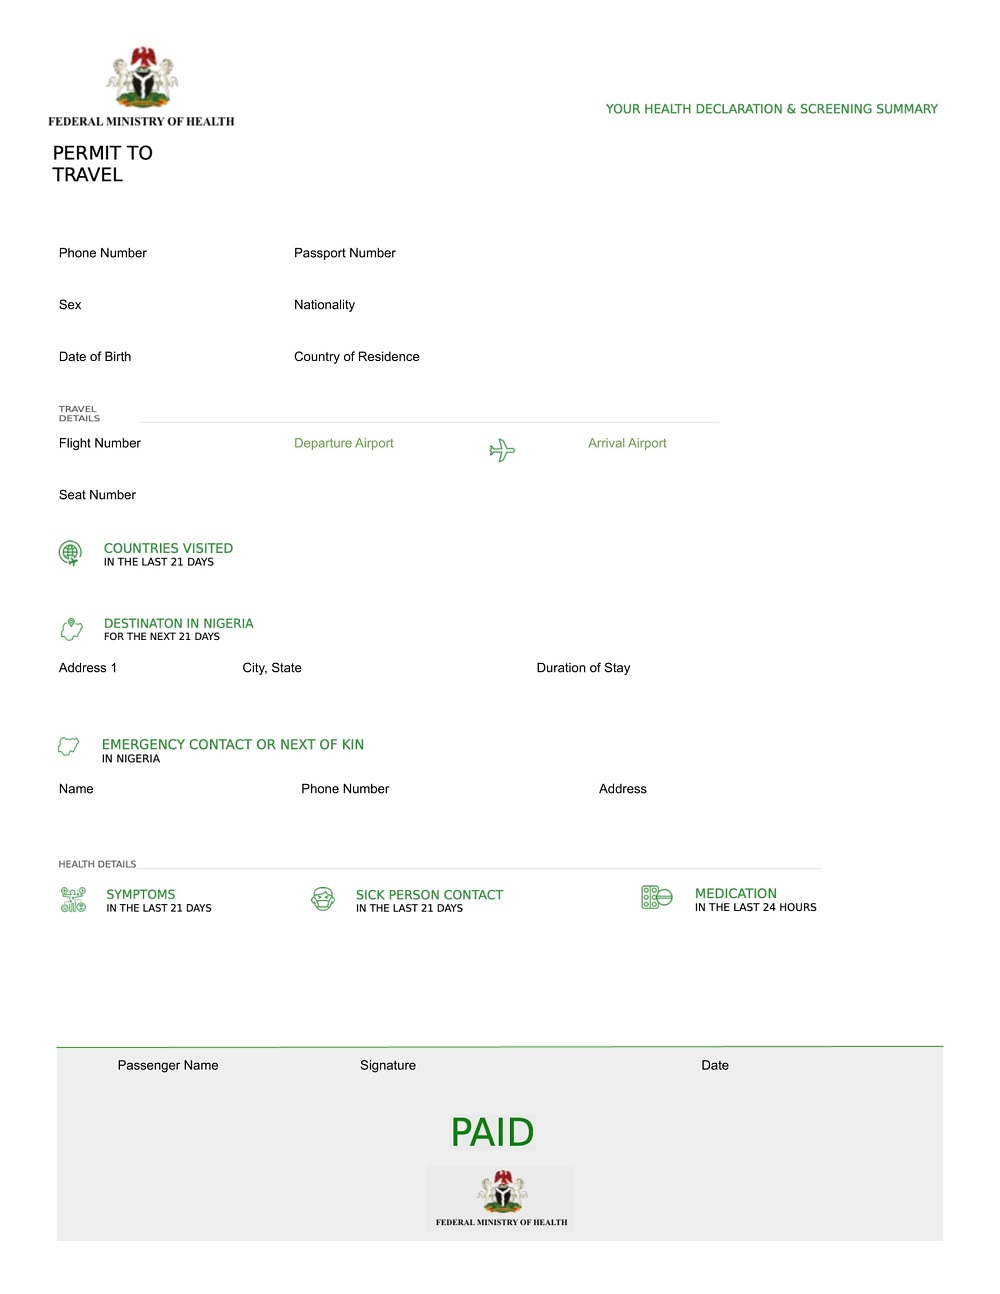 FEDERAL MINISTRY OF HEALTH
YOUR HEALTH DECLARATION & SCREENING SUMMARY
PERMIT TO
TRAVEL
Phone Number Passport Number
Sex Nationality
Date of Birth Country of Residence
TRAVEL
DETAILS
Flight Number Departure Airport Arrival Airport
Seat Number
COUNTRIES VISITED
IN THE LAST 21 DAYS
DESTINATON IN NIGERIA
FOR THE NEXT 21 DAYS
Address 1 City, State Duration of Stay
EMERGENCY CONTACT OR NEXT OF KIN
IN NIGERIA
Name Phone Number Address
HEALTH DETAILS
SYMPTOMS SICK PERSON CONTACT MEDICATION
IN THE LAST 21 DAYS IN THE LAST 21 DAYS IN THE LAST 24 HOURS
Passenger Name Signature Date
PAID
FEDERAL MINISTRY OF HEALTH